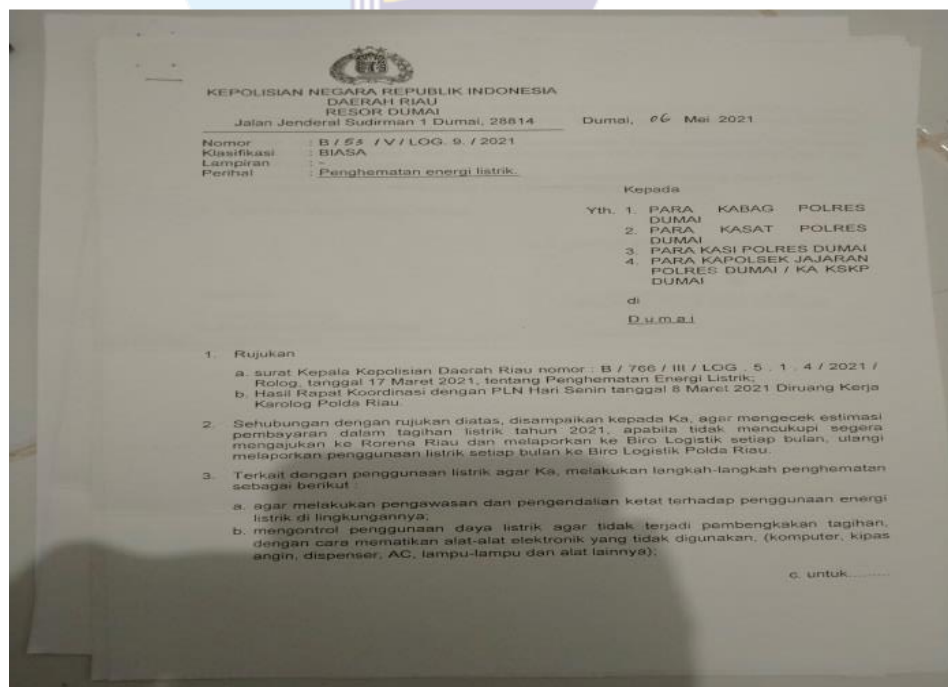 KEPOLISIAN NEGARA REPUBLIK INDONESIA
DAERAH RIAU
RESOR DUMAI
Jalan Jenderal Sudirman 1 Dumai, 28814
Dumai, 06 Mei 2021
Nomor : B / 53 / V / LOG. 9. / 2021
Klasifikasi : BIASA
Lampiran : -
Perihal : Penghematan energi listrik.
Kepada
Yth. 1. PARA KABAG POLRES
DUMAI
2. PARA KASAT POLRES
DUMAI
3. PARA KASI POLRES DUMAI
4. PARA KAPOLSEK JAJARAN
POLRES DUMAI / KA KSKP
DUMAI
di
D u m a i
1. Rujukan
a. surat Kepala Kepolisian Daerah Riau nomor : B / 766 / III / LOG . 5 . 1 . 4 / 2021 /
Rolog, tanggal 17 Maret 2021, tentang Penghematan Energi Listrik;
b. Hasil Rapat Koordinasi dengan PLN Hari Senin tanggal 8 Maret 2021 Diruang Kerja
Karolog Polda Riau.
2. Sehubungan dengan rujukan diatas, disampaikan kepada Ka, agar mengecek estimasi
pembayaran dalam tagihan listrik tahun 2021, apabila tidak mencukupi segera
mengajukan ke Rorena Riau dan melaporkan ke Biro Logistik setiap bulan, ulangi
melaporkan penggunaan listrik setiap bulan ke Biro Logistik Polda Riau.
3. Terkait dengan penggunaan listrik agar Ka, melakukan langkah-langkah penghematan
sebagai berikut :
a. agar melakukan pengawasan dan pengendalian ketat terhadap penggunaan energi
listrik di lingkungannya;
b. mengontrol penggunaan daya listrik agar tidak terjadi pembengkakan tagihan,
dengan cara mematikan alat-alat elektronik yang tidak digunakan, (komputer, kipas
angin, dispenser, AC, lampu-lampu dan alat lainnya);
c. untuk.........